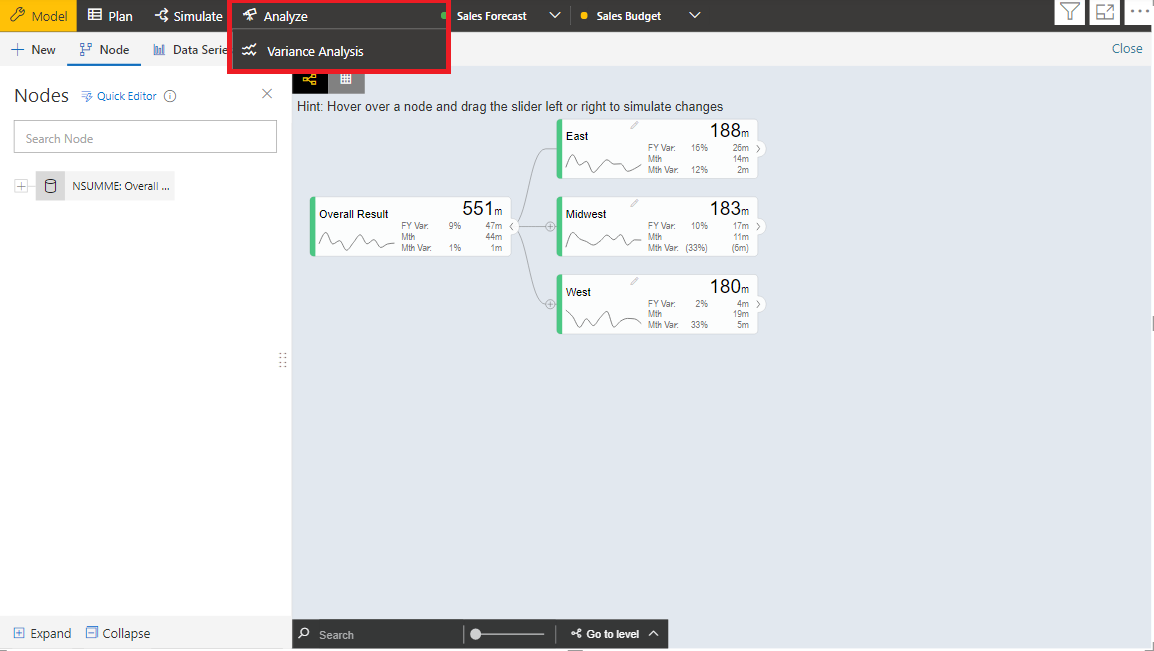 Model
Plan
Simulate
Analyze
Sales Forecast
Sales Budget
Variance Analysis
New
Node
Data Serie
Close
Nodes
Quick Editor
Search Node
NSUMME: Overall ...
Hint: Hover over a node and drag the slider left or right to simulate changes
Overall Result
551m
FY Var: 9% 47m
Mth 44m
Mth Var: 1% 1m
East
188m
FY Var: 16% 26m
Mth 14m
Mth Var: 12% 2m
Midwest
183m
FY Var: 10% 17m
Mth 11m
Mth Var: (33%) (6m)
West
180m
FY Var: 2% 4m
Mth 19m
Mth Var: 33% 5m
Expand
Collapse
Search
Go to level